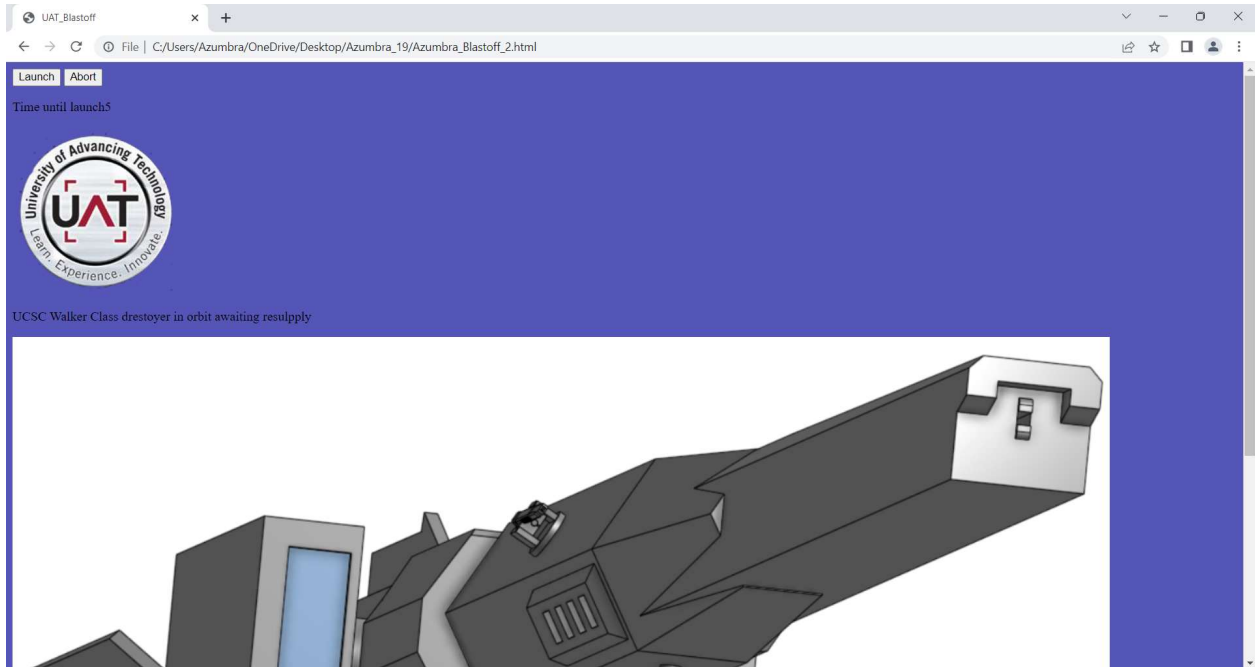 UAT_Blastoff
File | C:/Users/Azumbra/OneDrive/Desktop/Azumbra_19/Azumbra_Blastoff_2.html
Launch Abort
Time until launch5
University of Advancing Technology
UAT
Learn. Experience. Innovate.
UCSC Walker Class drestoyer in orbit awaiting resulpply